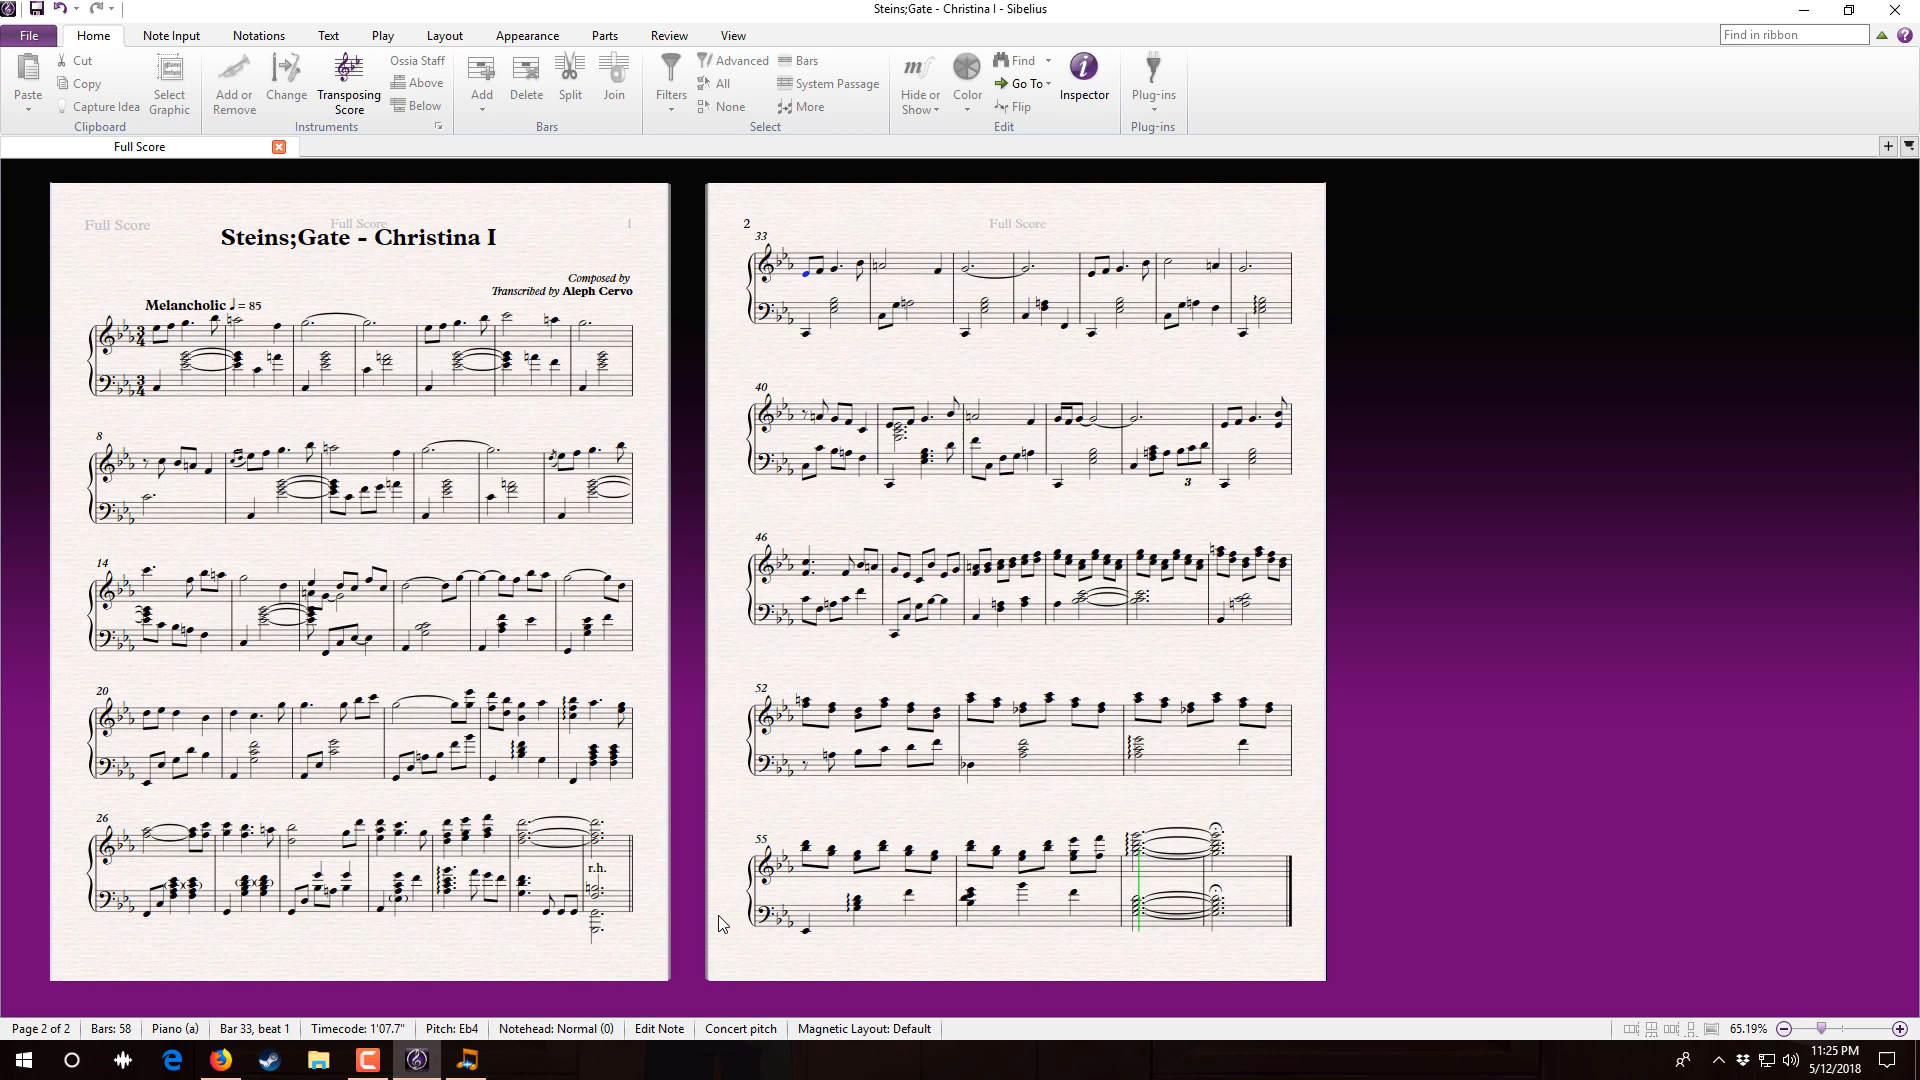 Steins;Gate - Christina I - Sibelius
File Home Note Input Notations Text Play Layout Appearance Parts Review View Find in ribbon
Paste Cut Copy Capture Idea Select Graphic
Clipboard
Add or Remove Change Transposing Score Ossia Staff Above Below
Instruments
Add Delete Split Join
Bars
Filters Advanced All None Bars System Passage More
Select
Hide or Show Color Find Go To Flip Inspector
Edit
Plug-ins
Plug-ins
Full Score
Full Score Full Score 1
Steins;Gate - Christina I
Composed by
Transcribed by Aleph Cervo
Melancholic ♩ = 85
3 4
3 4
8
14
20
26
r.h.
2 Full Score
33
40
3
46
52
55
Page 2 of 2 Bars: 58 Piano (a) Bar 33, beat 1 Timecode: 1'07.7" Pitch: Eb4 Notehead: Normal (0) Edit Note Concert pitch Magnetic Layout: Default 65.19%
11:25 PM
5/12/2018